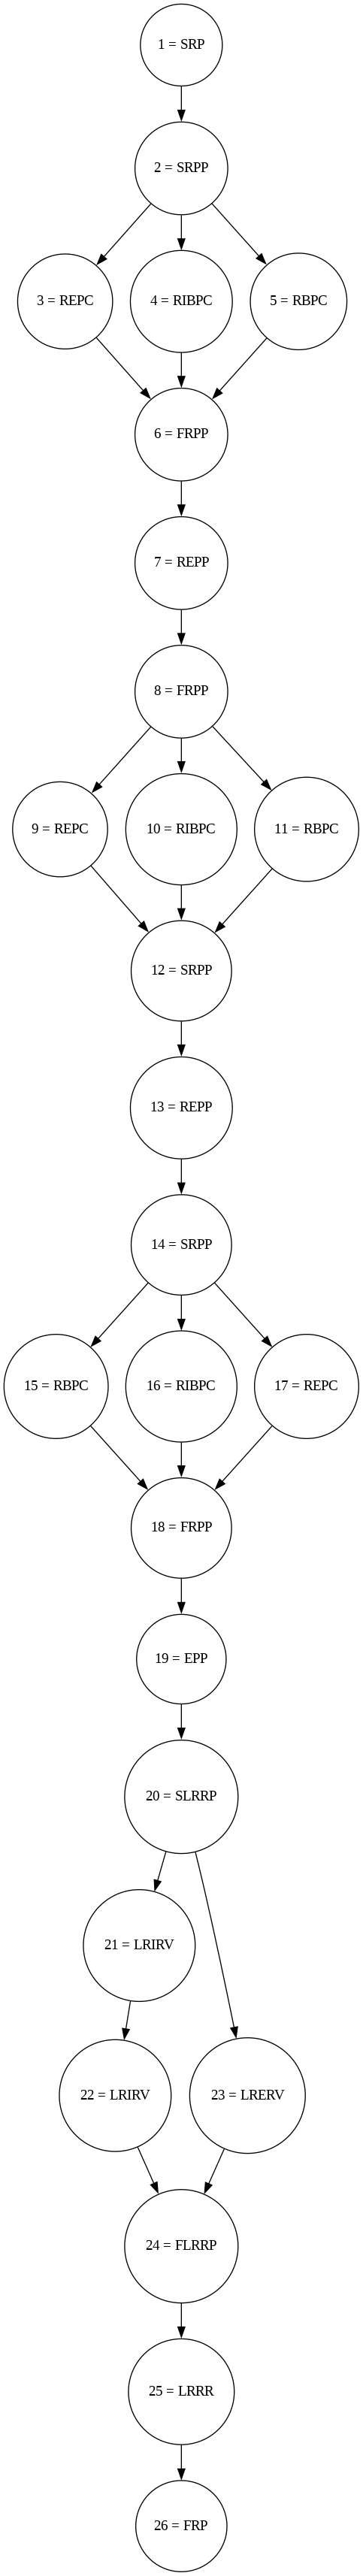 1 = SRP
2 = SRPP
3 = REPC
4 = RIBPC
5 = RBPC
6 = FRPP
7 = REPP
8 = FRPP
9 = REPC
10 = RIBPC
11 = RBPC
12 = SRPP
13 = REPP
14 = SRPP
15 = RBPC
16 = RIBPC
17 = REPC
18 = FRPP
19 = EPP
20 = SLRRP
21 = LRIRV
22 = LRIRV
23 = LRERV
24 = FLRRP
25 = LRRR
26 = FRP